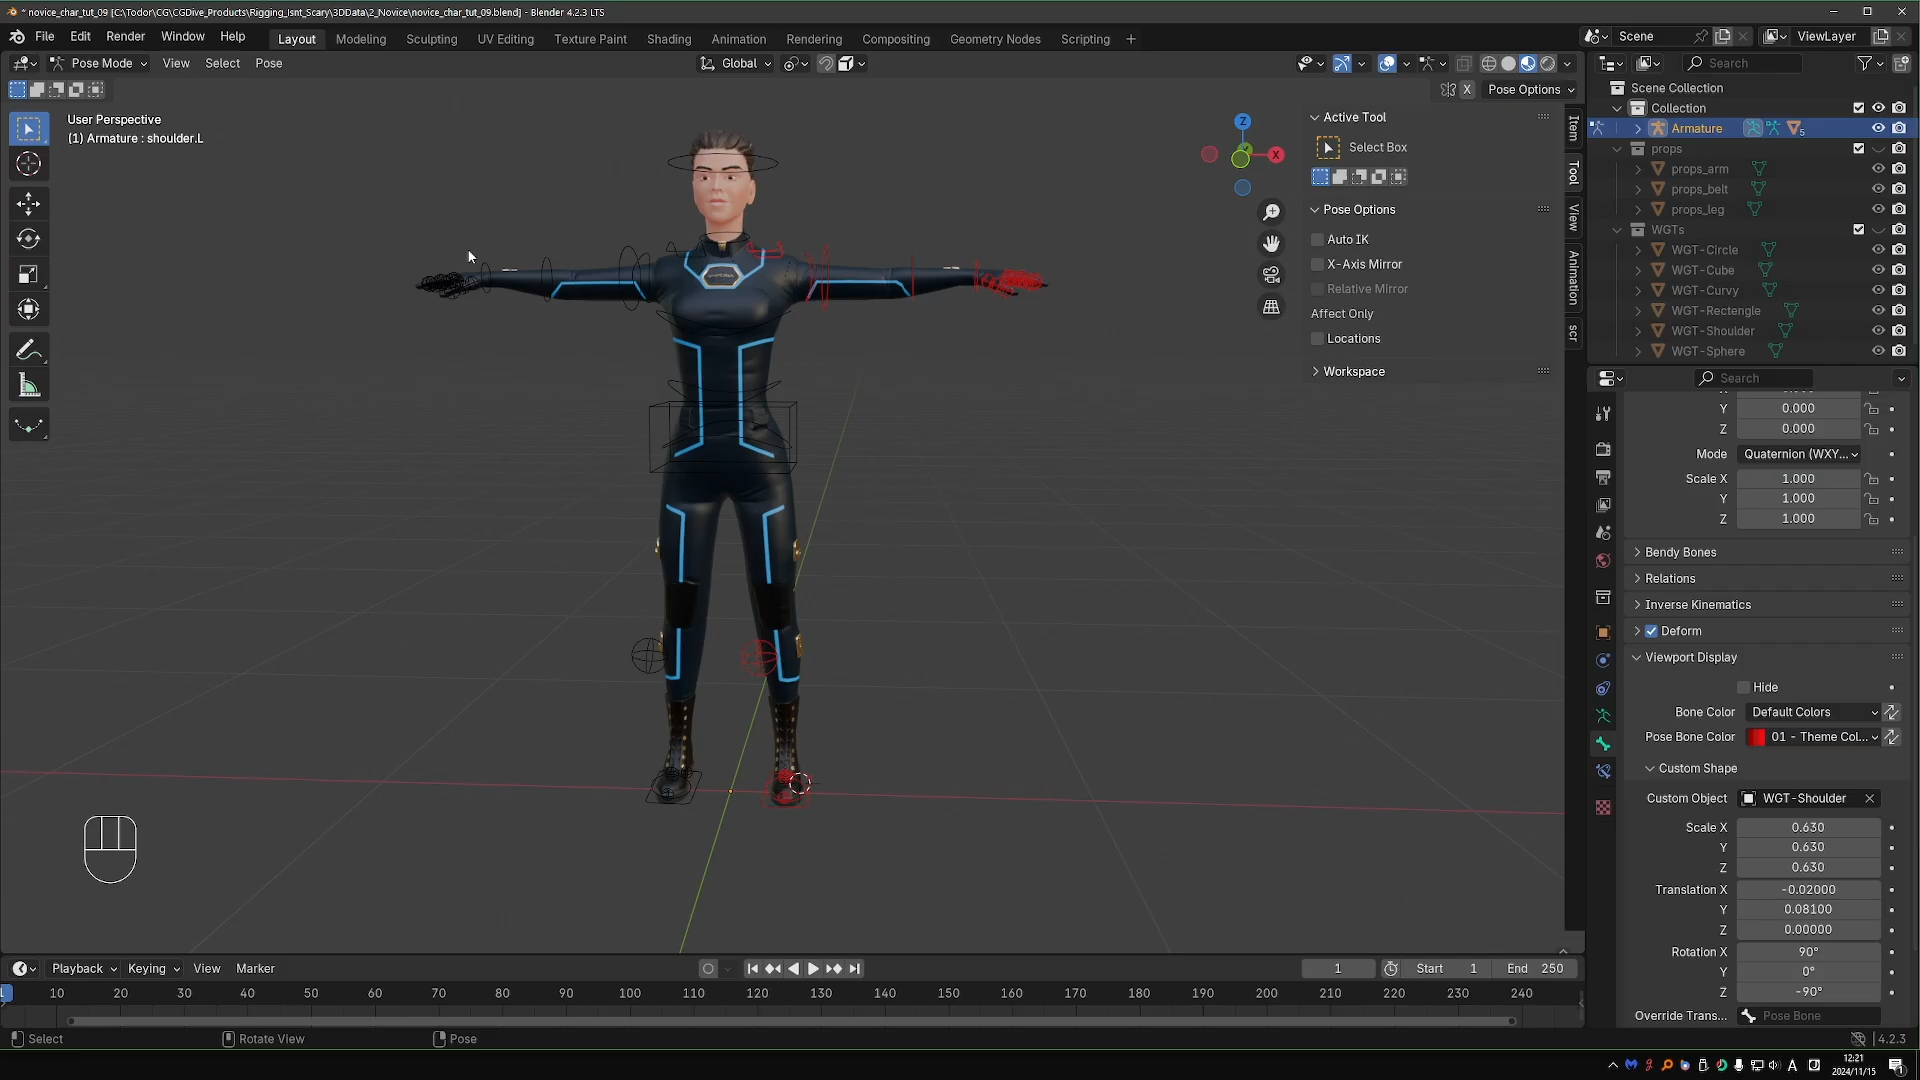 * novice_char_tut_09 [C:\Todor\CG\CGDive_Products\Rigging_Isnt_Scary\3DData\2_Novice\novice_char_tut_09.blend] - Blender 4.2.3 LTS
File Edit Render Window Help Layout Modeling Sculpting UV Editing Texture Paint Shading Animation Rendering Compositing Geometry Nodes Scripting + Scene ViewLayer
Pose Mode View Select Pose Global Search
X Pose Options
Scene Collection
Collection
Armature 5
props
props_arm
props_belt
props_leg
WGTs
WGT-Circle
WGT-Cube
WGT-Curvy
WGT-Rectengle
WGT-Shoulder
WGT-Sphere
User Perspective
(1) Armature : shoulder.L
Z
X
Active Tool
Select Box
Pose Options
Auto IK
X-Axis Mirror
Relative Mirror
Affect Only
Locations
Workspace
Item
Tool
View
Animation
scr
Search
Y 0.000
Z 0.000
Mode Quaternion (WXY...
Scale X 1.000
Y 1.000
Z 1.000
Bendy Bones
Relations
Inverse Kinematics
Deform
Viewport Display
Hide
Bone Color Default Colors
Pose Bone Color 01 - Theme Col...
Custom Shape
Custom Object WGT-Shoulder
Scale X 0.630
Y 0.630
Z 0.630
Translation X -0.02000
Y 0.08100
Z 0.00000
Rotation X 90°
Y 0°
Z -90°
Override Trans... Pose Bone
Playback Keying View Marker 1 Start 1 End 250
1 10 20 30 40 50 60 70 80 90 100 110 120 130 140 150 160 170 180 190 200 210 220 230 240
Select Rotate View Pose 4.2.3
A 12:21
2024/11/15